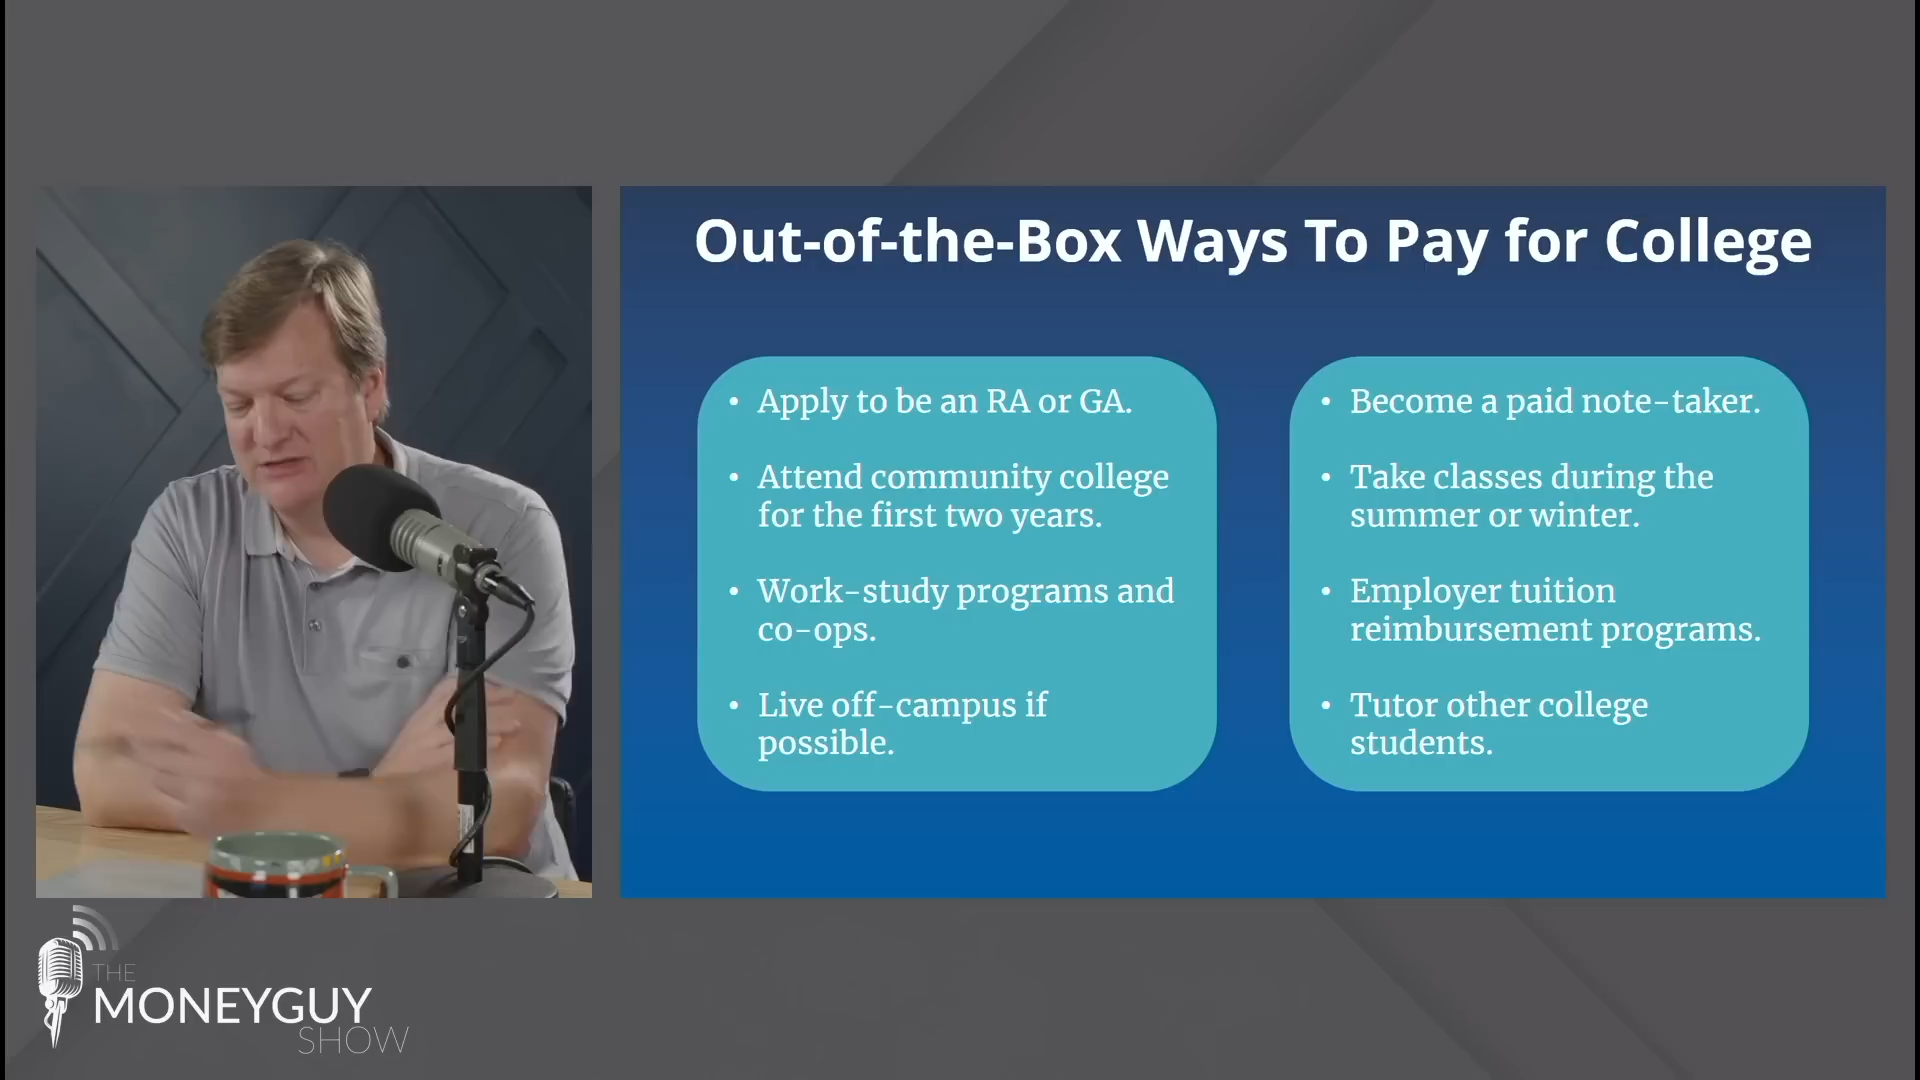 Out-of-the-Box Ways To Pay for College
• Apply to be an RA or GA.
• Attend community college
for the first two years.
• Work-study programs and
co-ops.
• Live off-campus if
possible.
• Become a paid note-taker.
• Take classes during the
summer or winter.
• Employer tuition
reimbursement programs.
• Tutor other college
students.
THE
MONEYGUY
SHOW